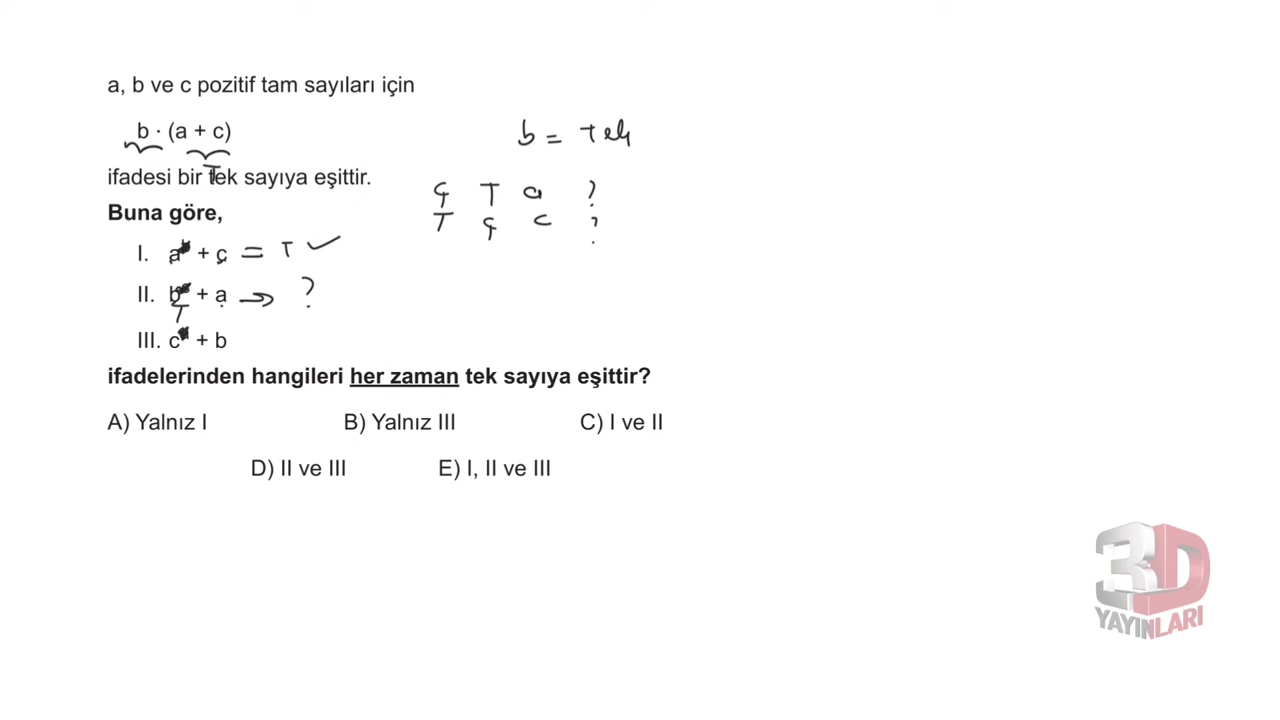 a, b ve c pozitif tam sayıları için
b · (a + c)
b = Tek
T
ifadesi bir tek sayıya eşittir.
Ç T a ?
T Ç c ?
Buna göre,
I. a + c = T ✓
II. b + a → ?
T
III. c + b
ifadelerinden hangileri her zaman tek sayıya eşittir?
A) Yalnız I B) Yalnız III C) I ve II
D) II ve III E) I, II ve III
3D
YAYINLARI